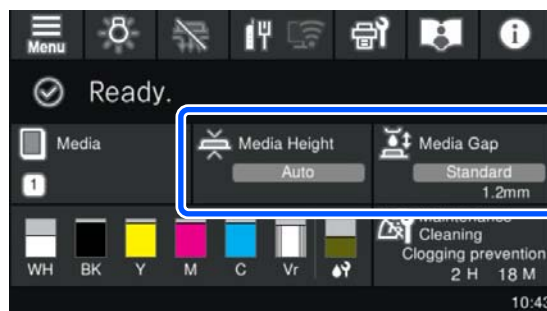 Menu
Ready.
Media
Media Height
Media Gap
Auto
Standard
1
1.2mm
Maintenance
Cleaning
Clogging prevention
WH BK Y M C Vr
2 H 18 M
10:43